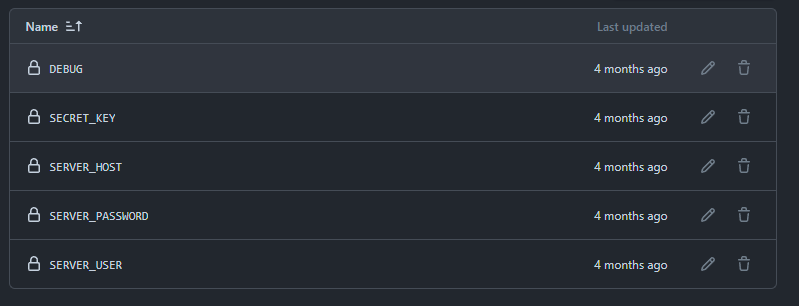 Name
Last updated
DEBUG
4 months ago
SECRET_KEY
4 months ago
SERVER_HOST
4 months ago
SERVER_PASSWORD
4 months ago
SERVER_USER
4 months ago